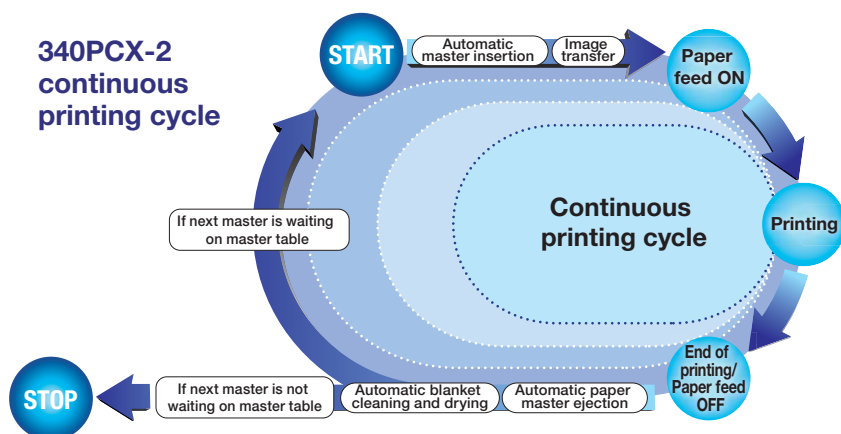 340PCX-2
continuous
printing cycle
START
Automatic
master insertion
Image
transfer
Paper
feed ON
Printing
End of
printing/
Paper feed
OFF
Automatic paper
master ejection
Automatic blanket
cleaning and drying
If next master is waiting
on master table
If next master is not
waiting on master table
STOP
Continuous
printing cycle